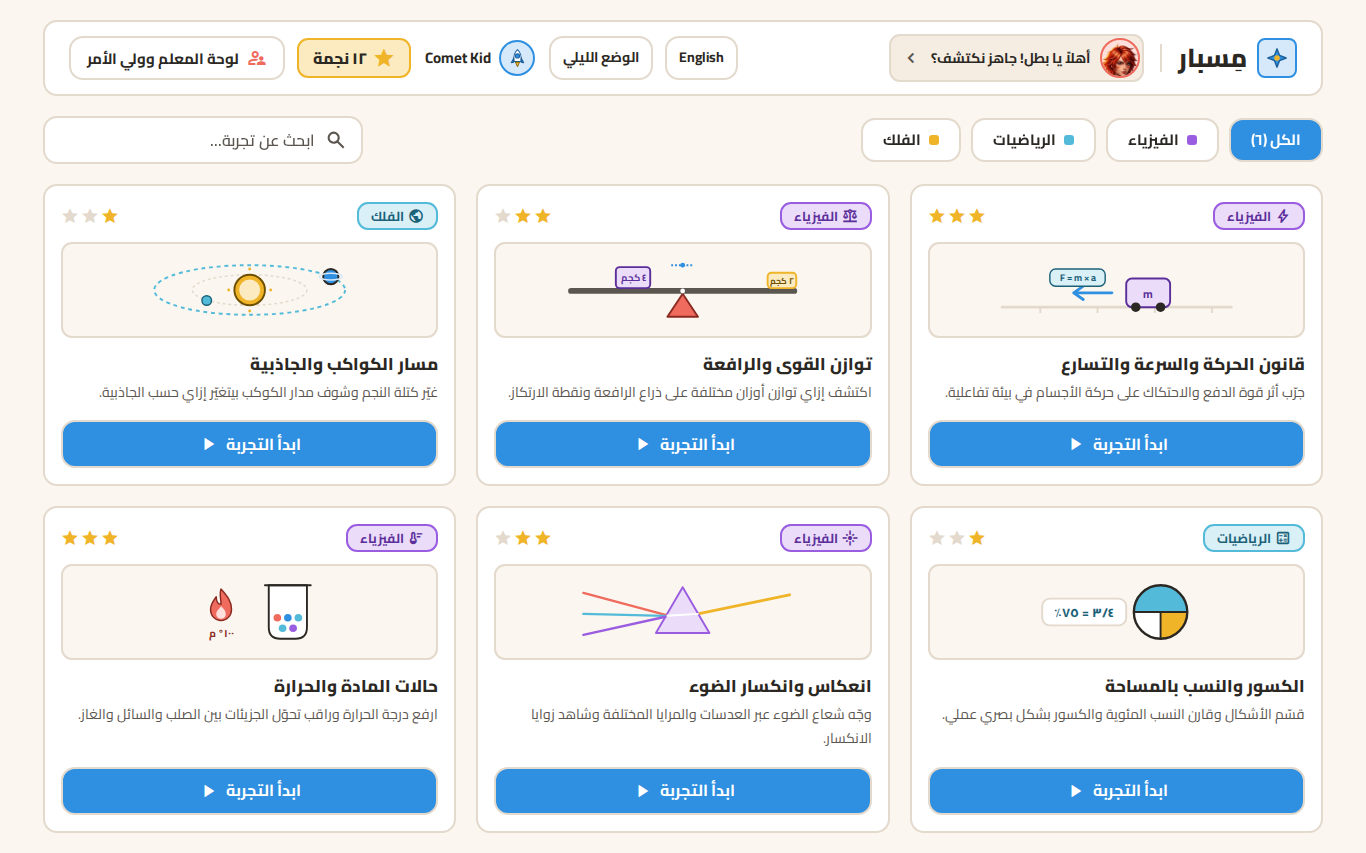 مِسبار
أهلاً يا بطل! جاهز نكتشف؟
English
الوضع الليلي
Comet Kid
١٢ نجمة
لوحة المعلم وولي الأمر
الكل (٦)
الفيزياء
الرياضيات
الفلك
ابحث عن تجربة...
الفيزياء
F = m × a
m
قانون الحركة والسرعة والتسارع
جرّب أثر قوة الدفع والاحتكاك على حركة الأجسام في بيئة تفاعلية.
ابدأ التجربة
الفيزياء
٤ كجم
٢ كجم
توازن القوى والرافعة
اكتشف إزاي توازن أوزان مختلفة على ذراع الرافعة ونقطة الارتكاز.
ابدأ التجربة
الفلك
مسار الكواكب والجاذبية
غيّر كتلة النجم وشوف مدار الكوكب بيتغيّر إزاي حسب الجاذبية.
ابدأ التجربة
الرياضيات
٣/٤ = ٧٥٪
الكسور والنسب بالمساحة
قسّم الأشكال وقارن النسب المئوية والكسور بشكل بصري عملي.
ابدأ التجربة
الفيزياء
انعكاس وانكسار الضوء
وجّه شعاع الضوء عبر العدسات والمرايا المختلفة وشاهد زوايا
الانكسار.
ابدأ التجربة
الفيزياء
١٠٠° م
حالات المادة والحرارة
ارفع درجة الحرارة وراقب تحوّل الجزيئات بين الصلب والسائل والغاز.
ابدأ التجربة